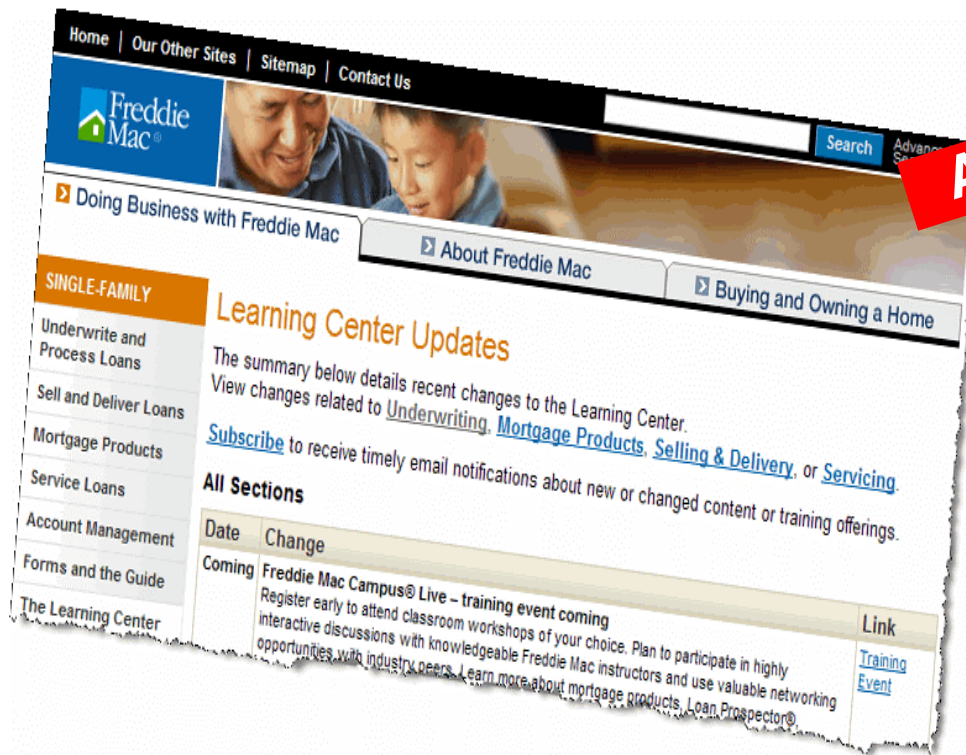 Home | Our Other Sites | Sitemap | Contact Us
Search
Freddie
Mac®
Doing Business with Freddie Mac
About Freddie Mac
Buying and Owning a Home
SINGLE-FAMILY
Underwrite and
Process Loans
Sell and Deliver Loans
Mortgage Products
Service Loans
Account Management
Forms and the Guide
The Learning Center
Learning Center Updates
The summary below details recent changes to the Learning Center.
View changes related to Underwriting, Mortgage Products, Selling & Delivery, or Servicing.
Subscribe to receive timely email notifications about new or changed content or training offerings.
All Sections
Date Change Link
Coming Freddie Mac Campus® Live – training event coming
Register early to attend classroom workshops of your choice. Plan to participate in highly
interactive discussions with knowledgeable Freddie Mac instructors and use valuable networking
opportunities with industry peers. Learn more about mortgage products, Loan Prospector®,
Training
Event